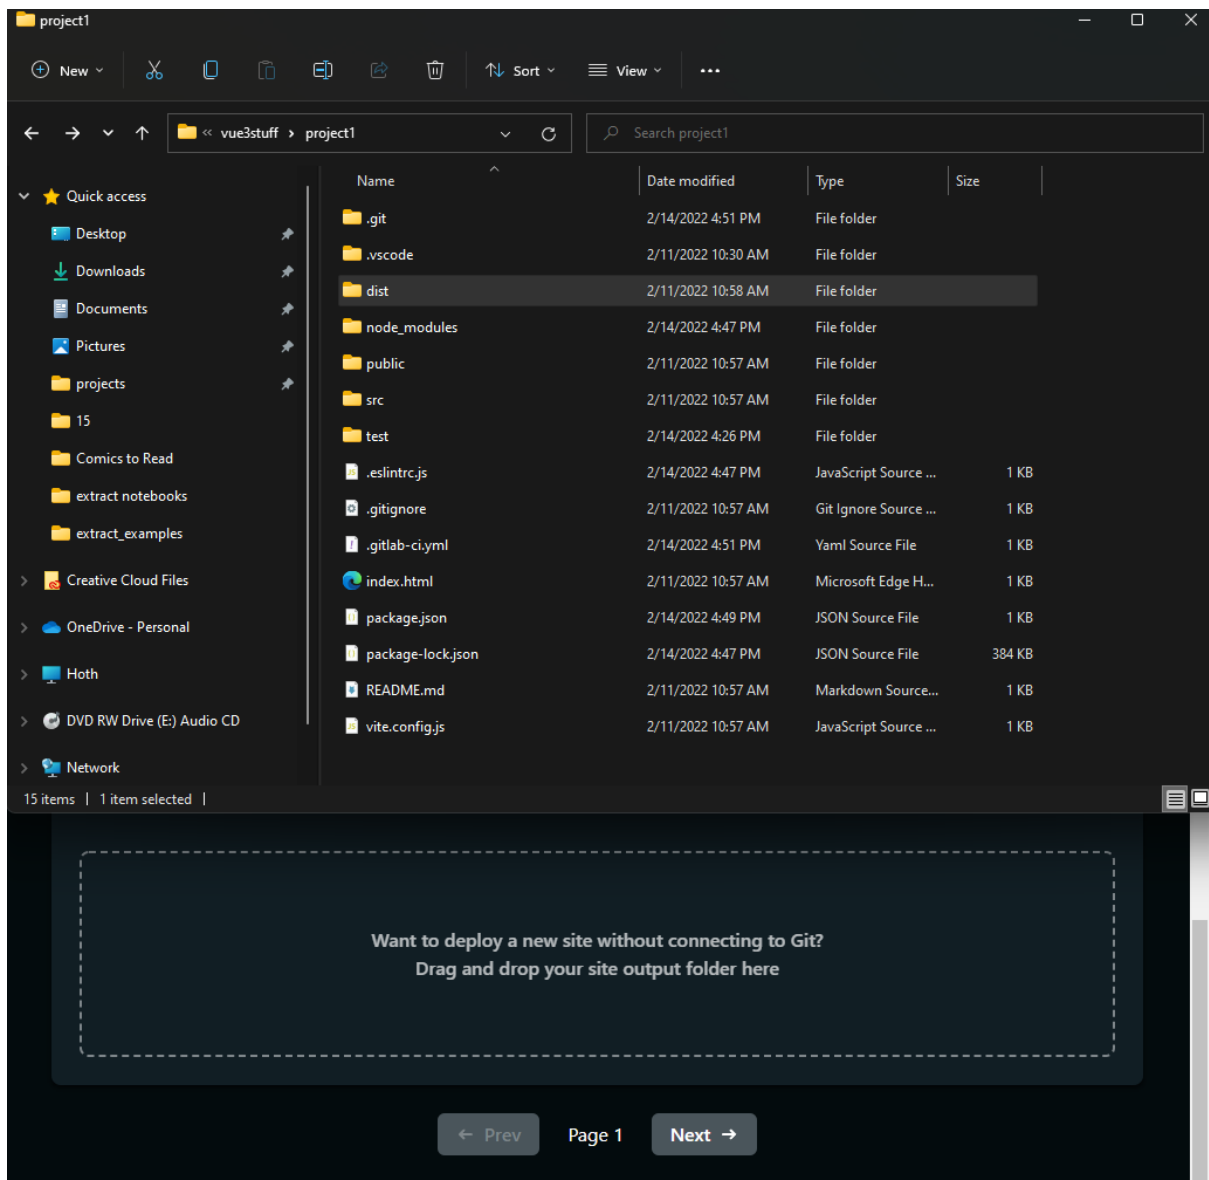 project1
New
Sort
View
vue3stuff › project1
Search project1
Quick access
Desktop
Downloads
Documents
Pictures
projects
15
Comics to Read
extract notebooks
extract_examples
Creative Cloud Files
OneDrive - Personal
Hoth
DVD RW Drive (E:) Audio CD
Network
Name Date modified Type Size
.git 2/14/2022 4:51 PM File folder
.vscode 2/11/2022 10:30 AM File folder
dist 2/11/2022 10:58 AM File folder
node_modules 2/14/2022 4:47 PM File folder
public 2/11/2022 10:57 AM File folder
src 2/11/2022 10:57 AM File folder
test 2/14/2022 4:26 PM File folder
.eslintrc.js 2/14/2022 4:47 PM JavaScript Source ... 1 KB
.gitignore 2/11/2022 10:57 AM Git Ignore Source ... 1 KB
.gitlab-ci.yml 2/14/2022 4:51 PM Yaml Source File 1 KB
index.html 2/11/2022 10:57 AM Microsoft Edge H... 1 KB
package.json 2/14/2022 4:49 PM JSON Source File 1 KB
package-lock.json 2/14/2022 4:47 PM JSON Source File 384 KB
README.md 2/11/2022 10:57 AM Markdown Source... 1 KB
vite.config.js 2/11/2022 10:57 AM JavaScript Source ... 1 KB
15 items | 1 item selected |
Want to deploy a new site without connecting to Git?
Drag and drop your site output folder here
← Prev Page 1 Next →